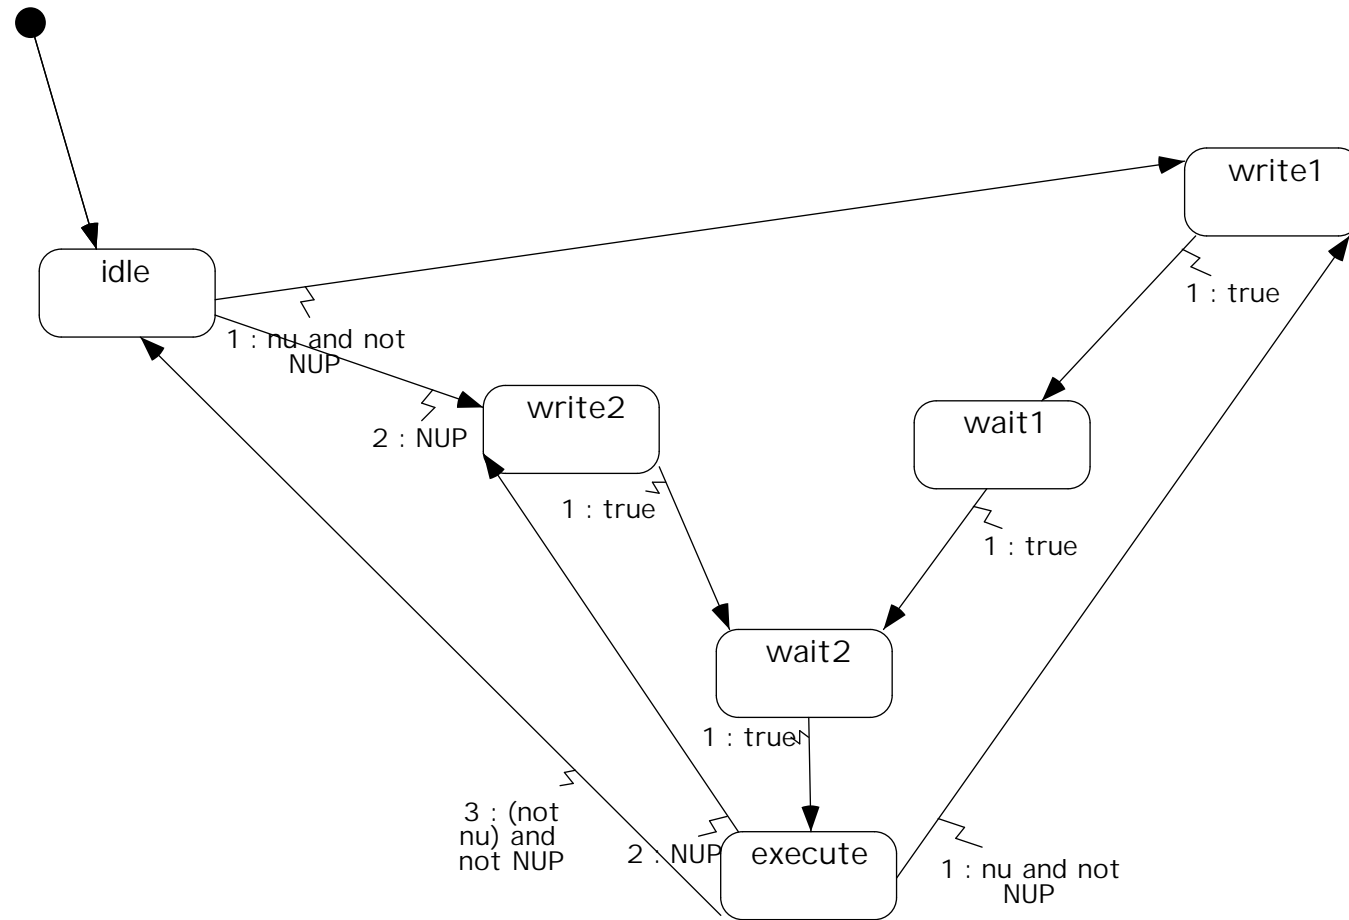 write1
idle
1 : true
1 : nu and not
NUP
write2
wait1
2 : NUP
1 : true
1 : true
wait2
1 : true
3 : (not
nu) and
not NUP
2 : NUP
execute
1 : nu and not
NUP